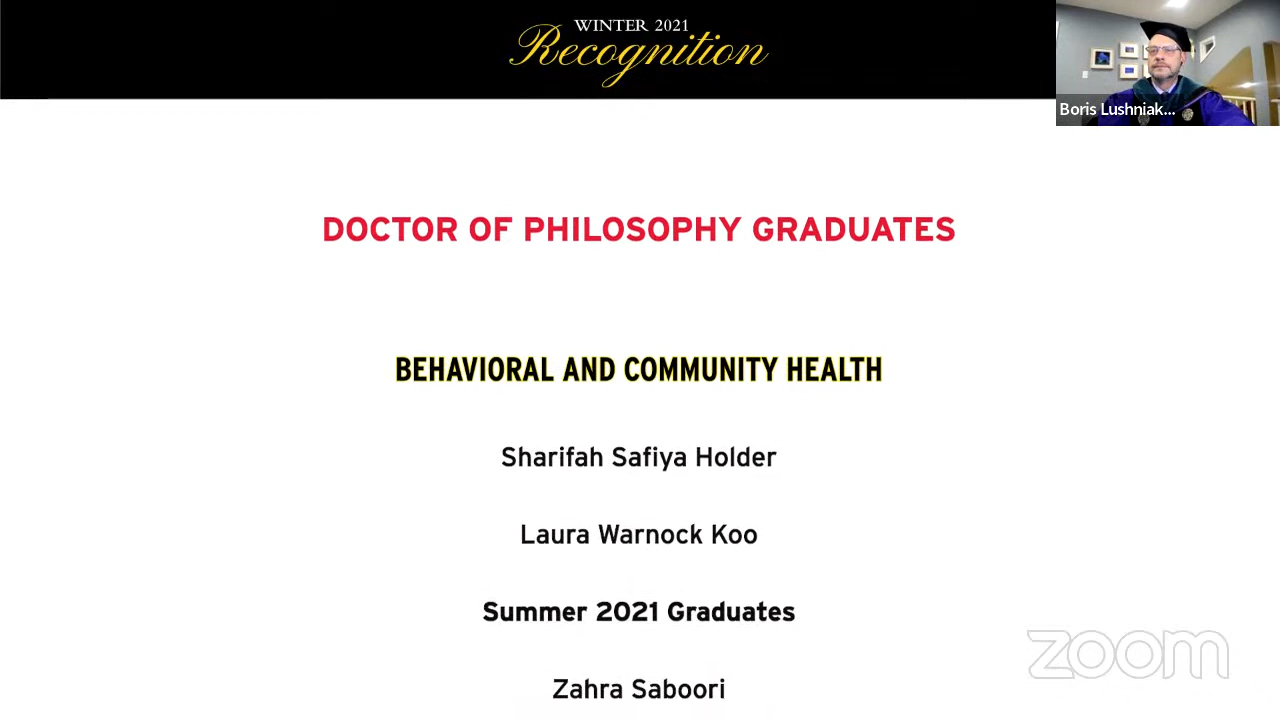 WINTER 2021
Recognition
Boris Lushniak...
DOCTOR OF PHILOSOPHY GRADUATES
BEHAVIORAL AND COMMUNITY HEALTH
Sharifah Safiya Holder
Laura Warnock Koo
Summer 2021 Graduates
zoom
Zahra Saboori